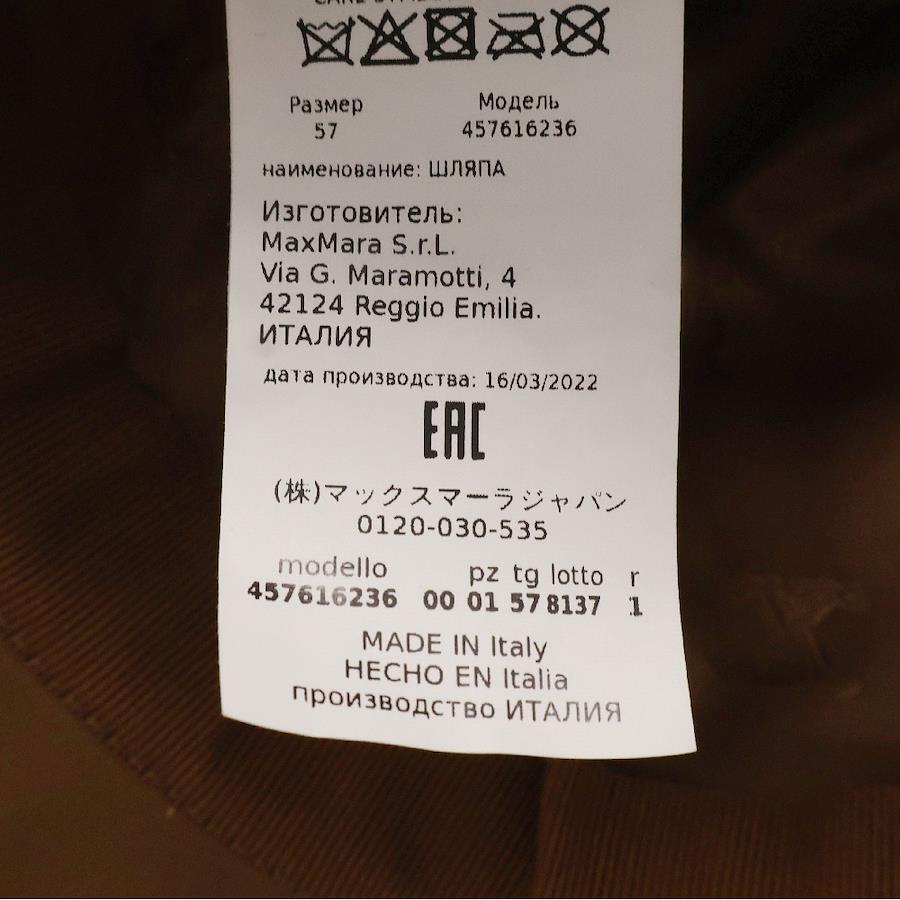 Размер Модель
57 457616236
наименование: ШЛЯПА
Изготовитель:
MaxMara S.r.L.
Via G. Maramotti, 4
42124 Reggio Emilia.
ИТАЛИЯ
дата производства: 16/03/2022
EAC
(株)マックスマーラジャパン
0120-030-535
modello pz tg lotto r
457616236 00 01 57 8137 1
MADE IN Italy
HECHO EN Italia
производство ИТАЛИЯ